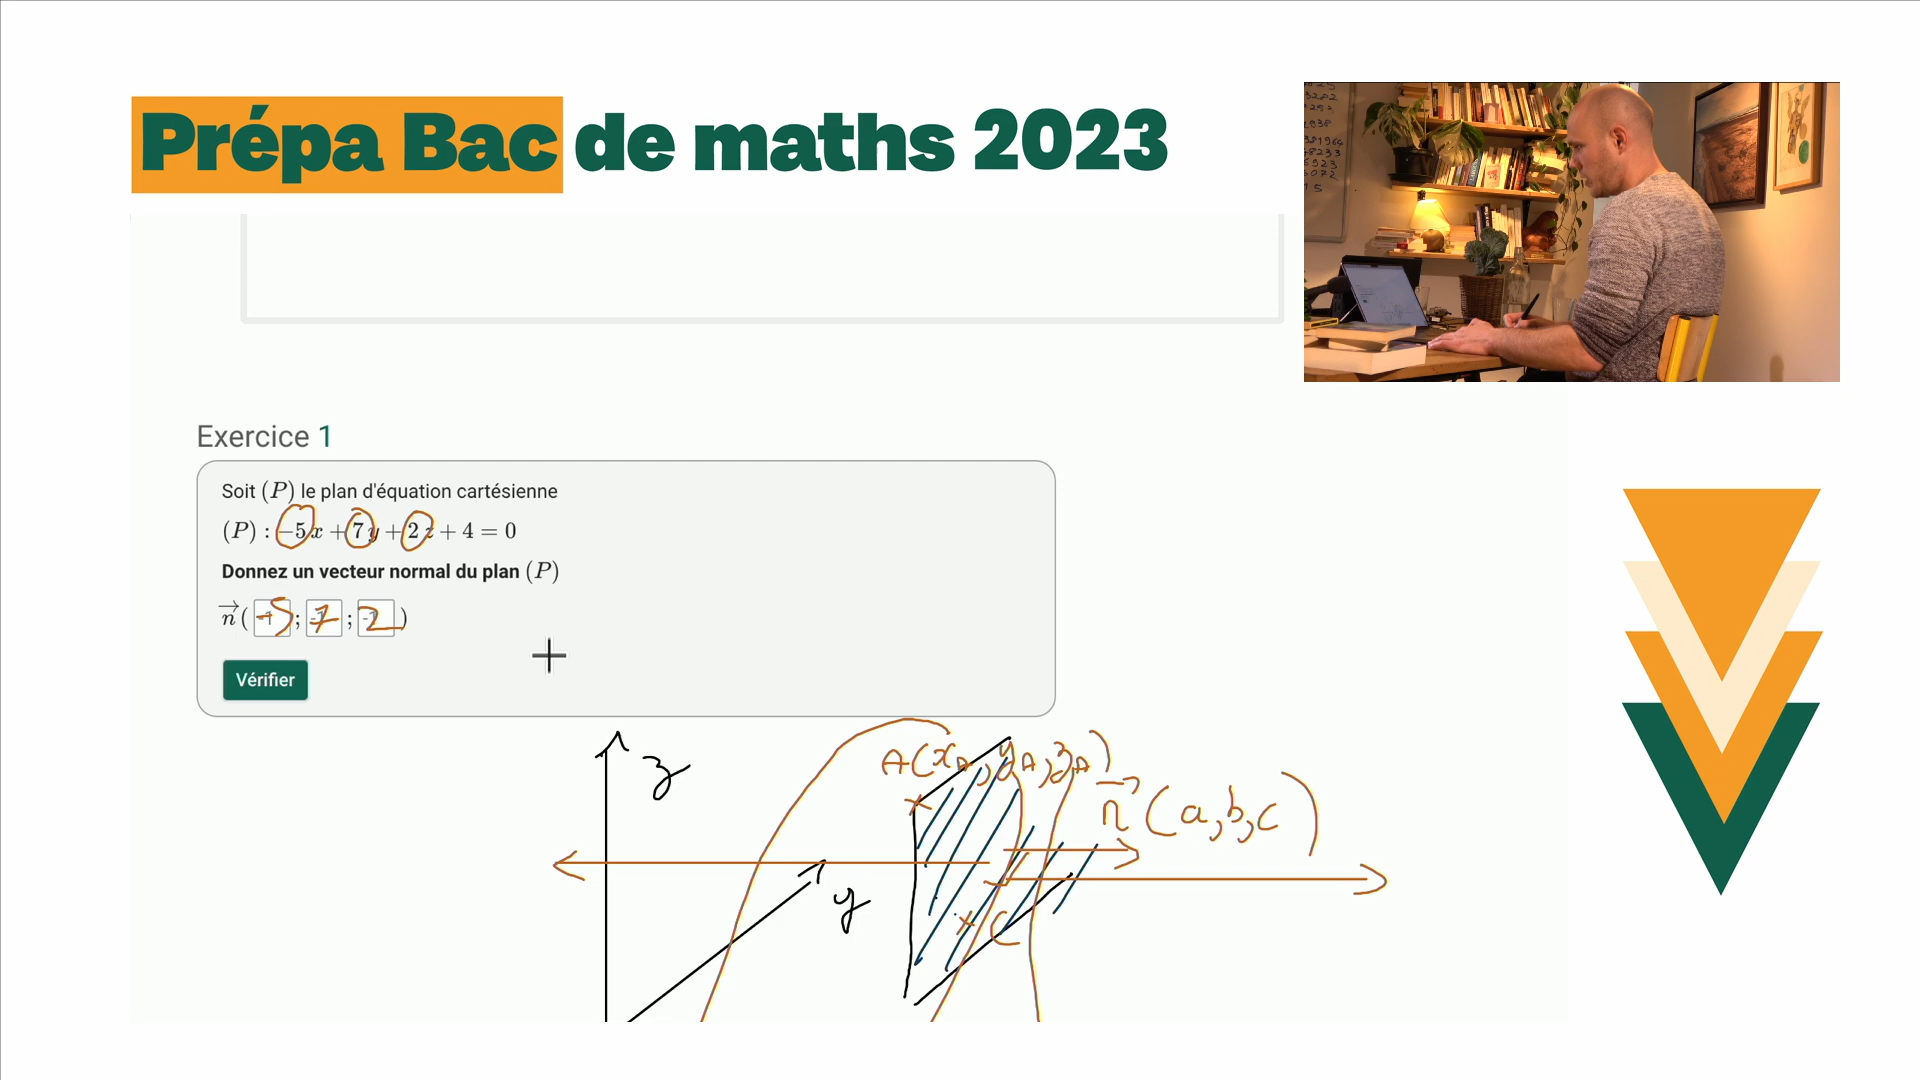 Prépa Bac de maths 2023
Exercice 1
Soit (P) le plan d'équation cartésienne
(P) : −5x + 7y + 2z + 4 = 0
Donnez un vecteur normal du plan (P)
n⃗ ( -5 ; 7 ; 2 )
Vérifier
z
A(xA, yA, zA)
n⃗ (a, b, c)
y
C